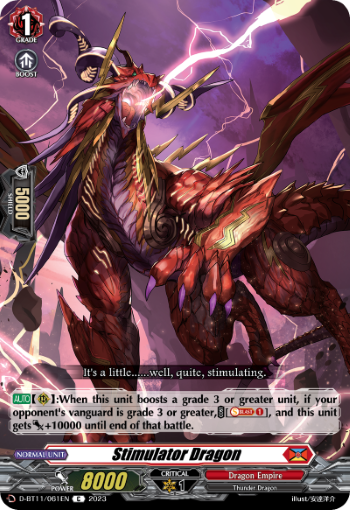 1
GRADE
BOOST
5000
SHIELD
It's a little......well, quite, stimulating.
AUTO【R】:When this unit boosts a grade 3 or greater unit, if your
opponent's vanguard is grade 3 or greater, [BLAST 1], and this unit
gets +10000 until end of that battle.
NORMAL UNIT
Stimulator Dragon
POWER 8000
CRITICAL
1
Dragon Empire
Thunder Dragon
D-BT11/061EN C 2023
illust/安達洋介